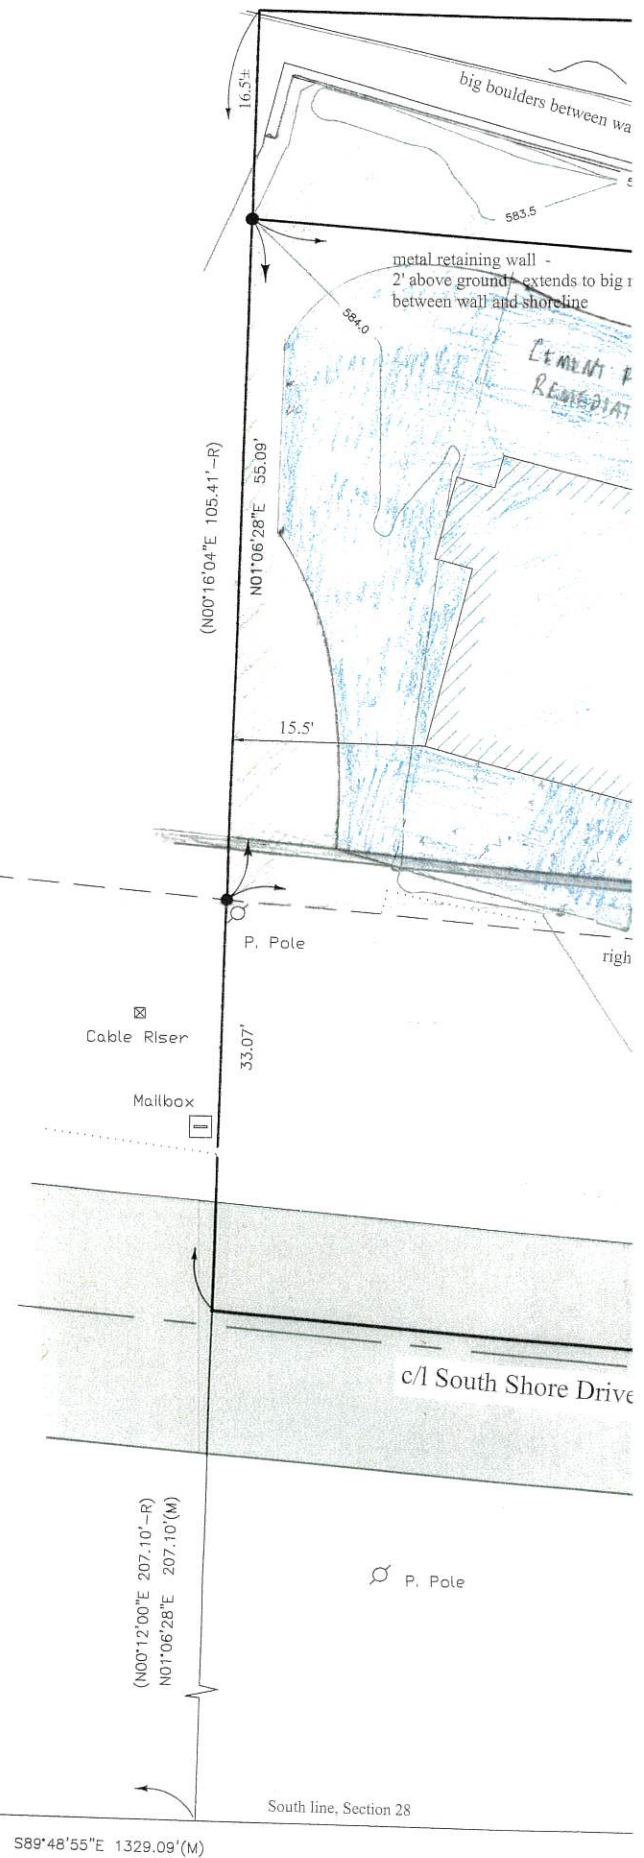 16.5'±
big boulders between wa
583.5
metal retaining wall -
2' above ground - extends to big r
between wall and shoreline
584.0
CEMENT
REMEDIAT
(N00°16'04"E 105.41'-R)
N01°06'28"E 55.09'
15.5'
P. Pole
righ
Cable Riser
33.07'
Mailbox
c/l South Shore Drive
(N00°12'00"E 207.10'-R)
N01°06'28"E 207.10'(M)
P. Pole
South line, Section 28
S89°48'55"E 1329.09'(M)